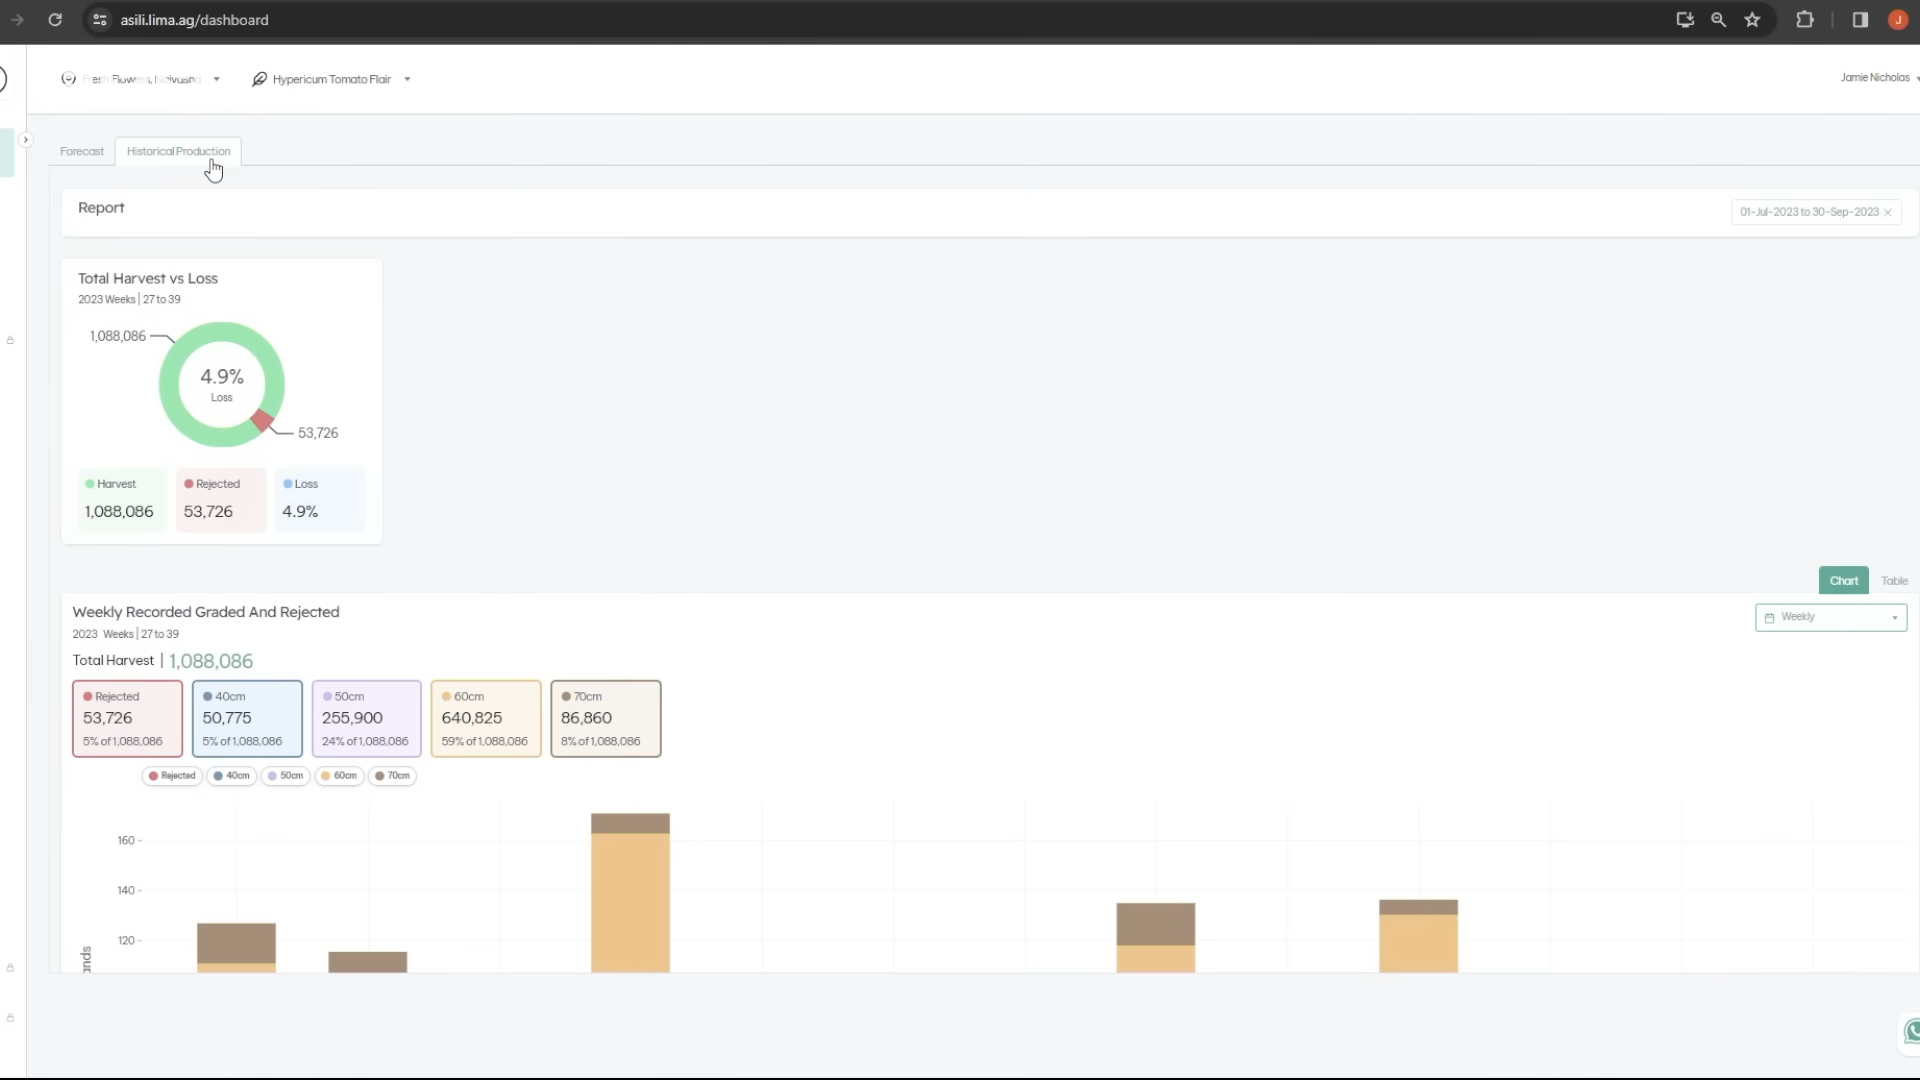 asili.lima.ag/dashboard
J
Hypericum Tomato Flair
Jamie Nicholas
Forecast
Historical Production
Report
01-Jul-2023 to 30-Sep-2023
Total Harvest vs Loss
2023 Weeks | 27 to 39
1,088,086
4.9%
Loss
53,726
Harvest
1,088,086
Rejected
53,726
Loss
4.9%
Chart
Table
Weekly Recorded Graded And Rejected
2023 Weeks | 27 to 39
Weekly
Total Harvest | 1,088,086
Rejected
53,726
5% of 1,088,086
40cm
50,775
5% of 1,088,086
50cm
255,900
24% of 1,088,086
60cm
640,825
59% of 1,088,086
70cm
86,860
8% of 1,088,086
Rejected
40cm
50cm
60cm
70cm
160
140
120